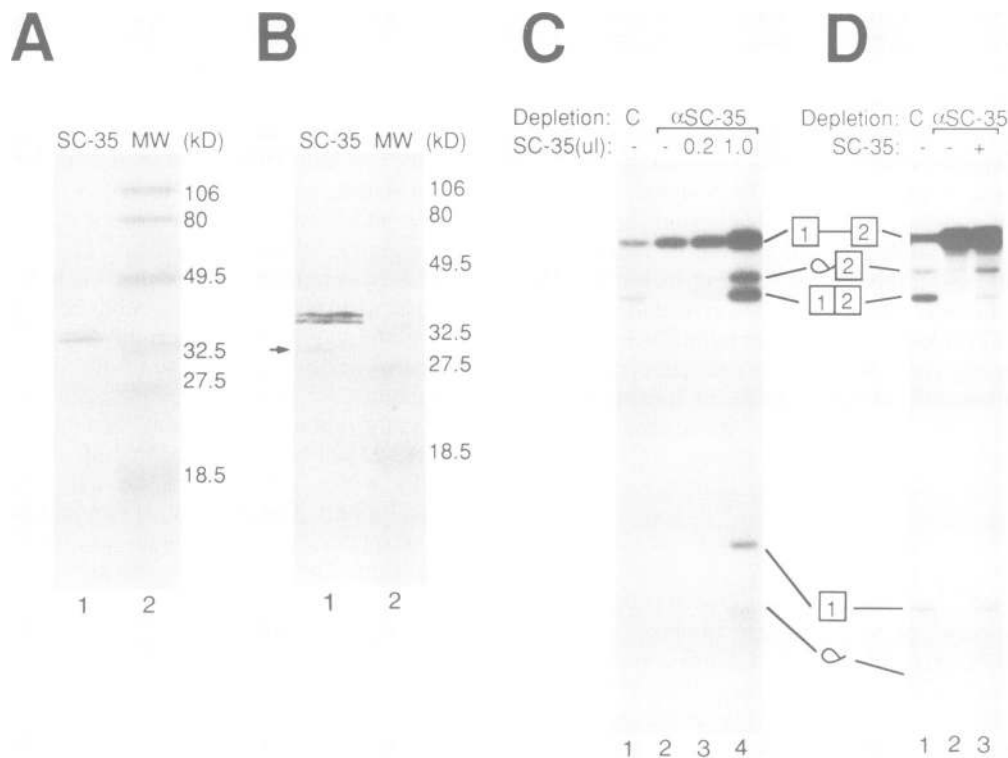 A
B
C
D
SC-35 MW (kD)
106
80
49.5
32.5
27.5
18.5
1 2
SC-35 MW (kD)
106
80
49.5
32.5
27.5
18.5
1 2
Depletion: C αSC-35
SC-35(ul): - - 0.2 1.0
1 2
2
1 2
1
1 2 3 4
Depletion: C αSC-35
SC-35: - - +
1 2 3